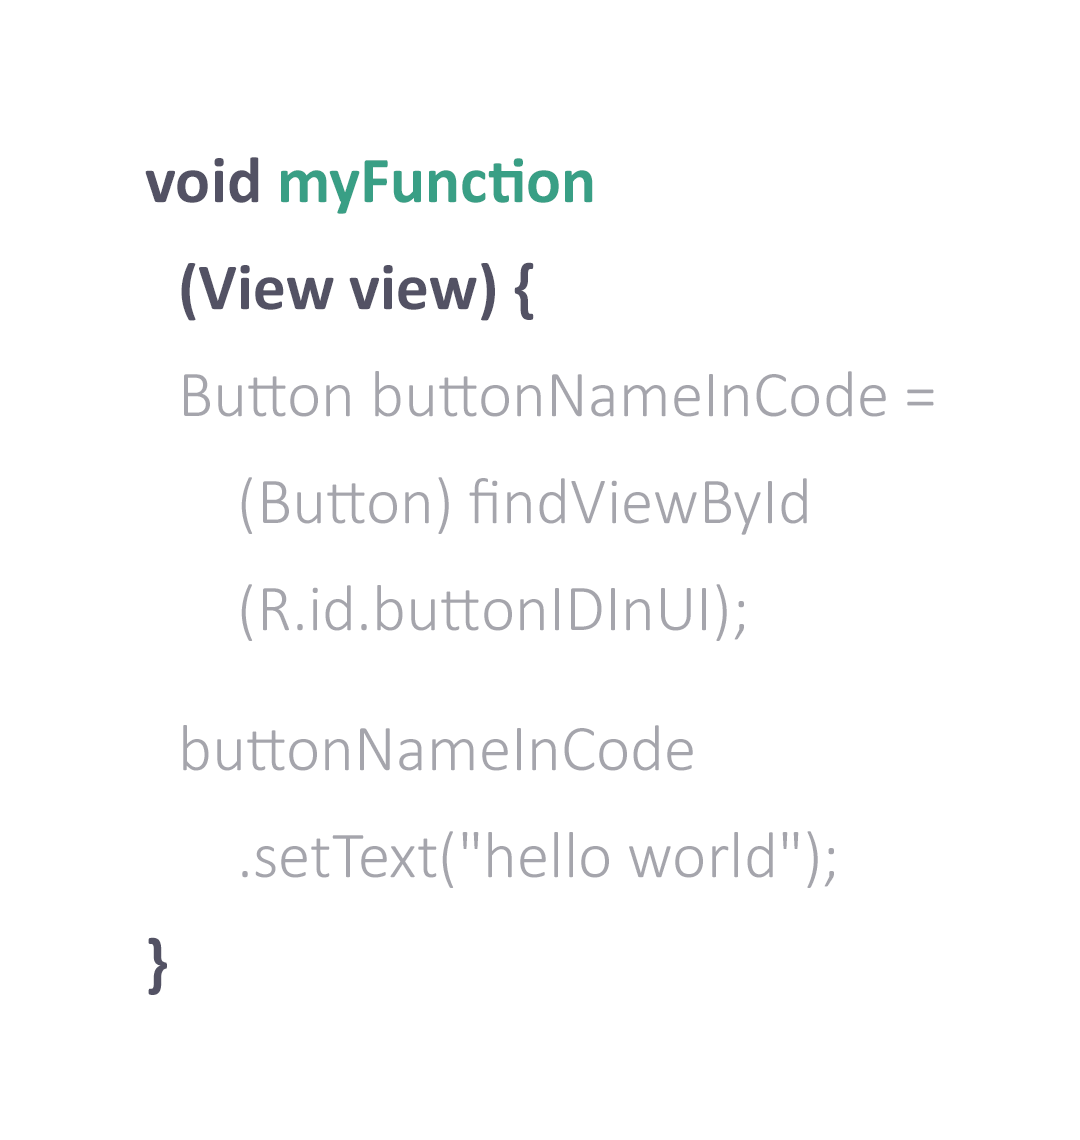 void myFunction
(View view) {
Button buttonNameInCode =
(Button) findViewById
(R.id.buttonIDInUI);
buttonNameInCode
.setText("hello world");
}